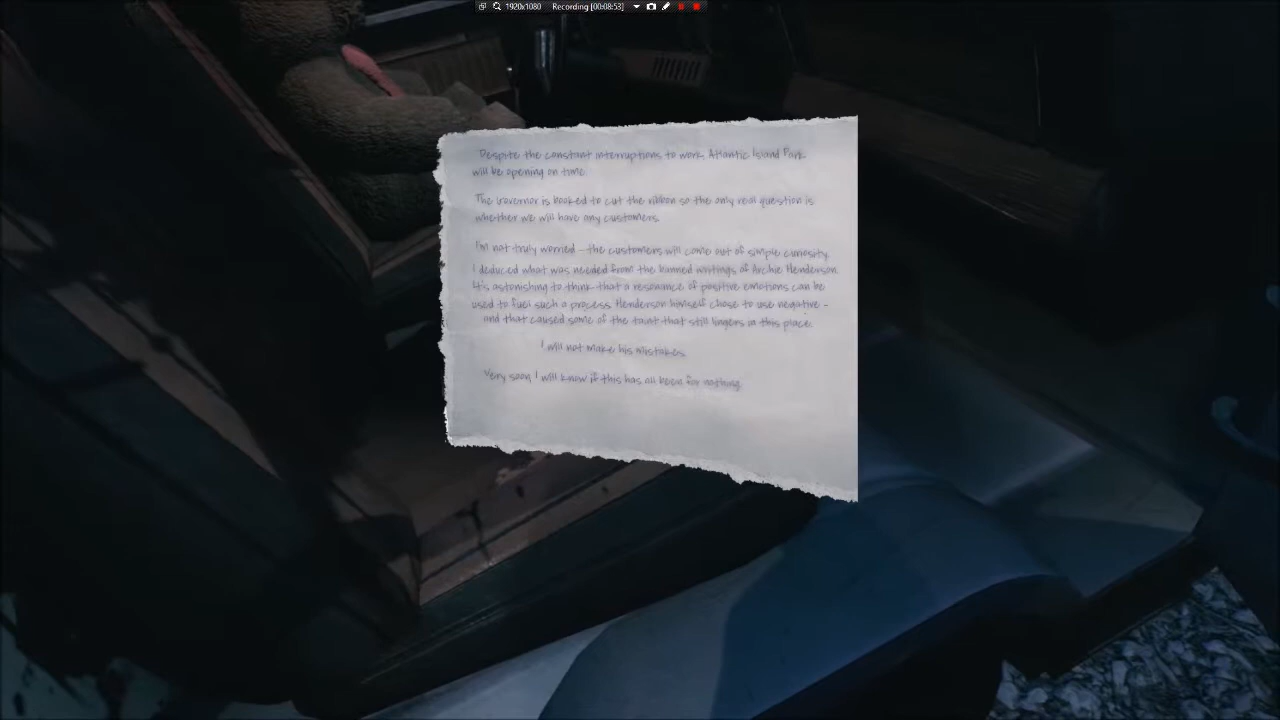 1920x1080 Recording [00:08:53]
Despite the constant interruptions to work, Atlantic Island Park
will be opening on time.
The Governor is booked to cut the ribbon so the only real question is
whether we will have any customers.
I'm not truly worried - the customers will come out of simple curiosity.
I deduced what was needed from the banned writings of Archie Henderson.
It's astonishing to think that a resonance of positive emotions can be
used to fuel such a process. Henderson himself chose to use negative -
and that caused some of the taint that still lingers in this place.
I will not make his mistakes.
Very soon I will know if this has all been for nothing.